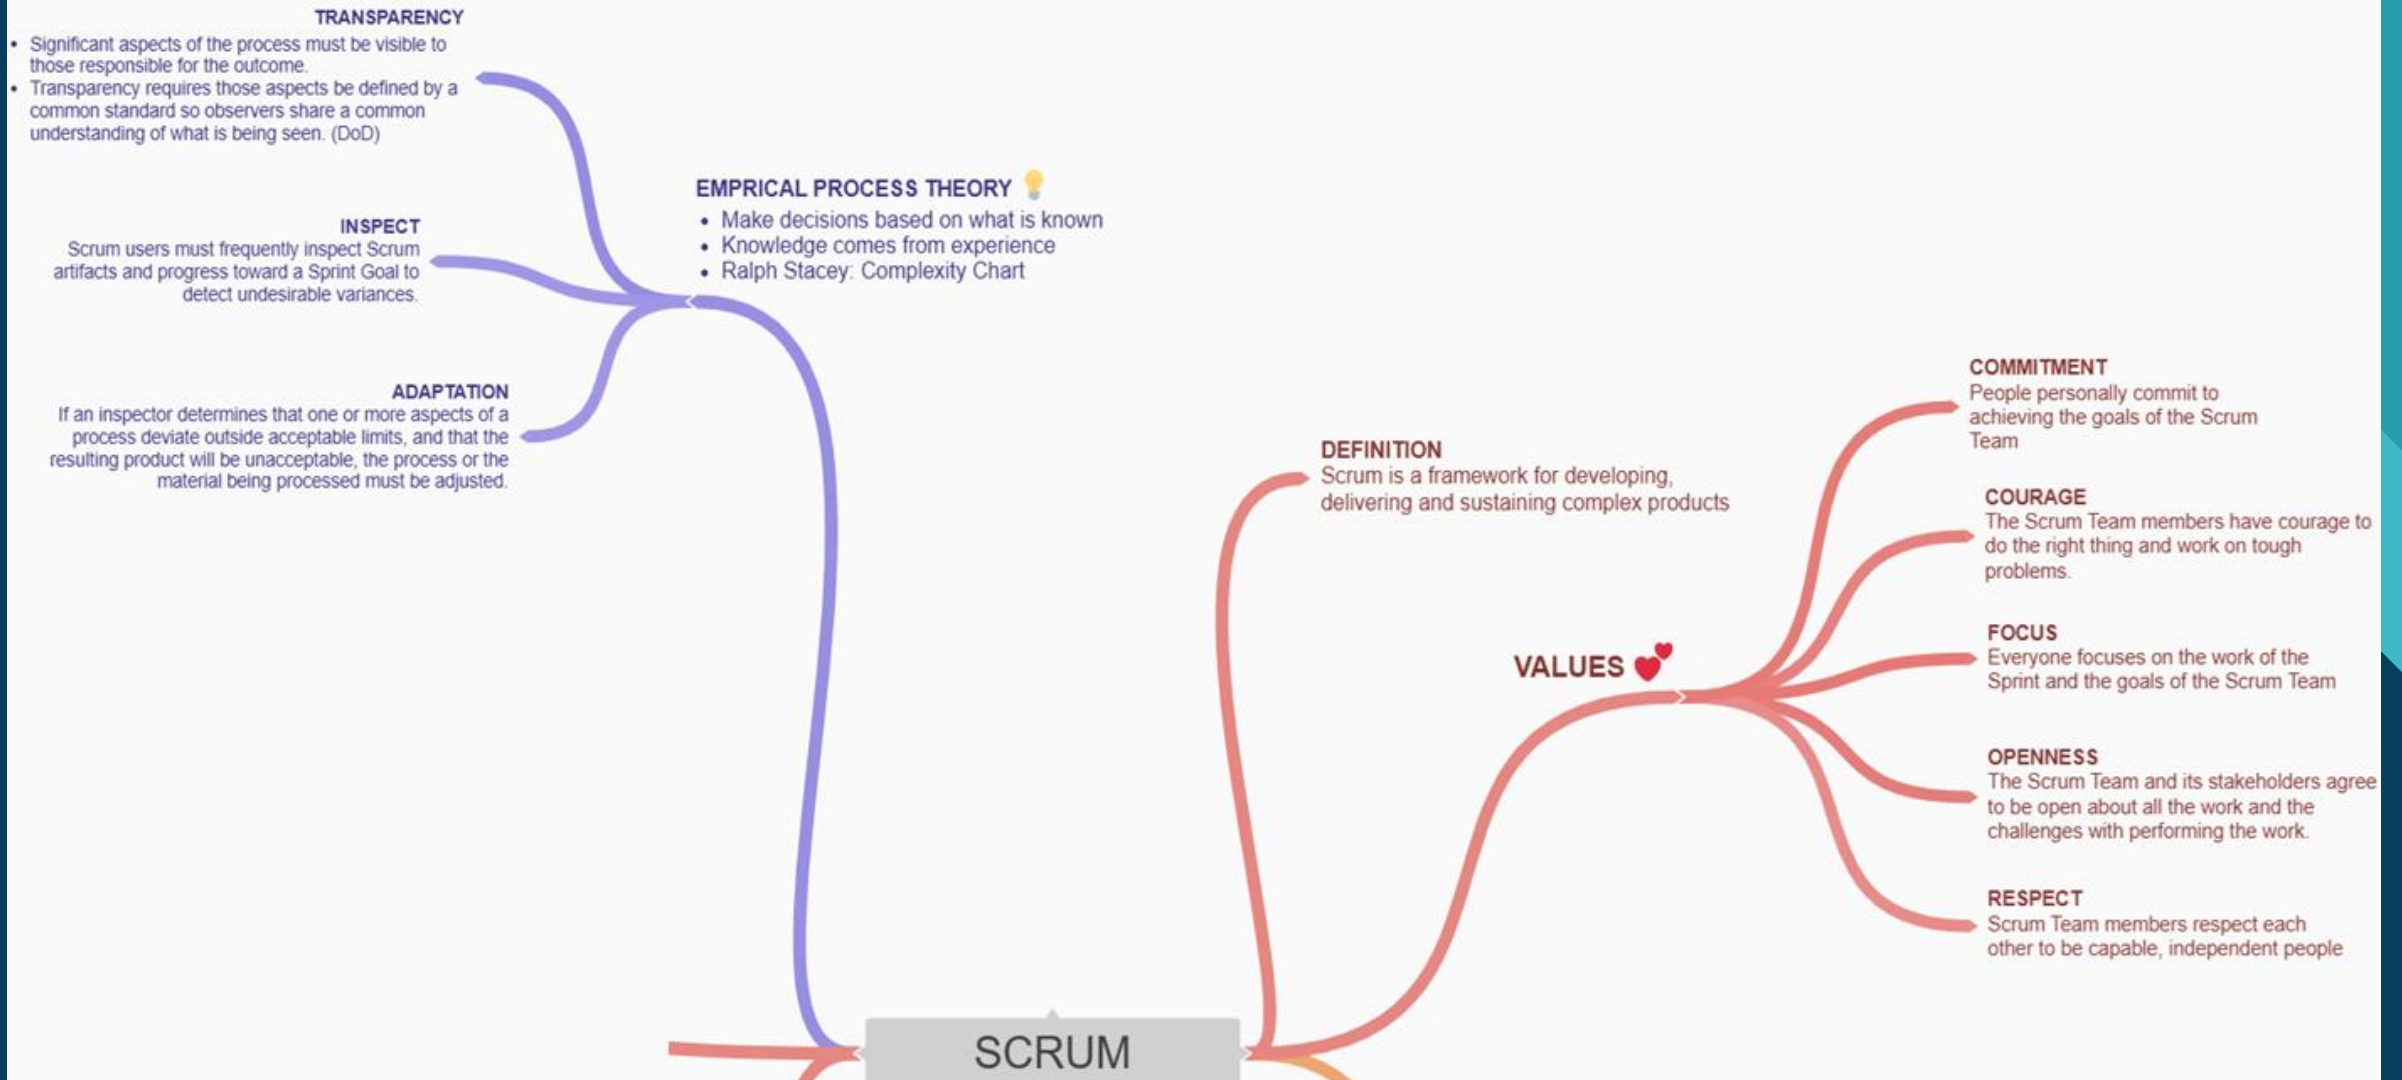 TRANSPARENCY
• Significant aspects of the process must be visible to
those responsible for the outcome.
• Transparency requires those aspects be defined by a
common standard so observers share a common
understanding of what is being seen. (DoD)
INSPECT
Scrum users must frequently inspect Scrum
artifacts and progress toward a Sprint Goal to
detect undesirable variances.
ADAPTATION
If an inspector determines that one or more aspects of a
process deviate outside acceptable limits, and that the
resulting product will be unacceptable, the process or the
material being processed must be adjusted.
EMPRICAL PROCESS THEORY
• Make decisions based on what is known
• Knowledge comes from experience
• Ralph Stacey: Complexity Chart
DEFINITION
Scrum is a framework for developing,
delivering and sustaining complex products
VALUES
COMMITMENT
People personally commit to
achieving the goals of the Scrum
Team
COURAGE
The Scrum Team members have courage to
do the right thing and work on tough
problems.
FOCUS
Everyone focuses on the work of the
Sprint and the goals of the Scrum Team
OPENNESS
The Scrum Team and its stakeholders agree
to be open about all the work and the
challenges with performing the work.
RESPECT
Scrum Team members respect each
other to be capable, independent people
SCRUM